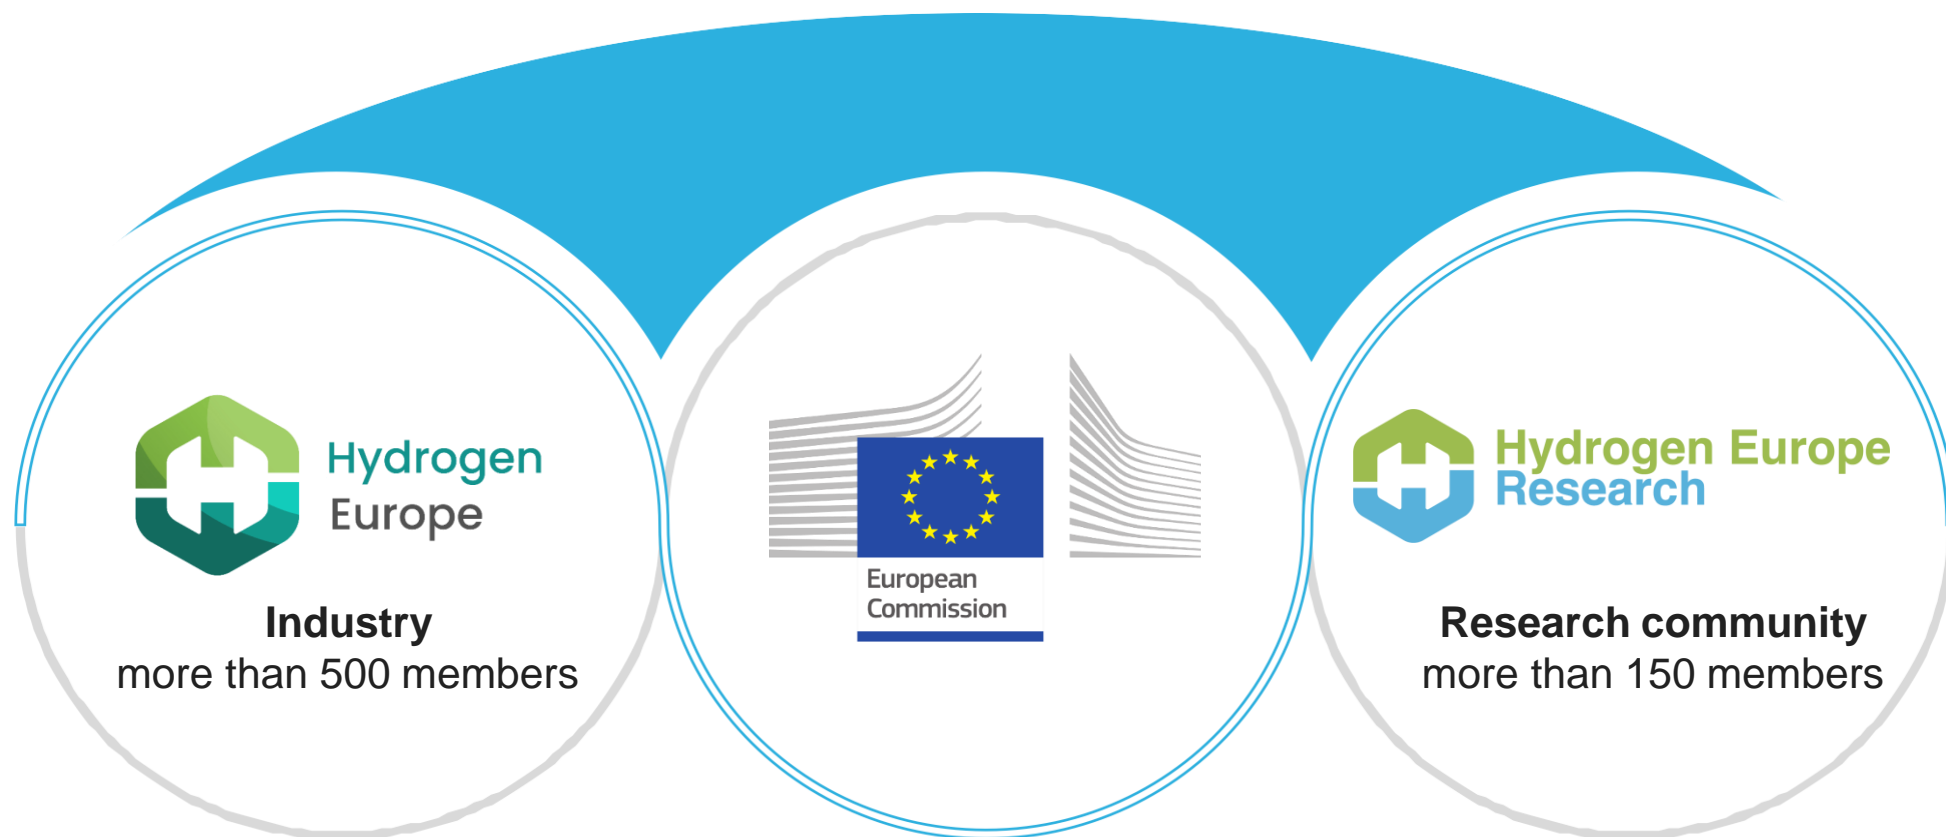 Hydrogen
Europe
Industry
more than 500 members
European
Commission
Hydrogen Europe
Research
Research community
more than 150 members